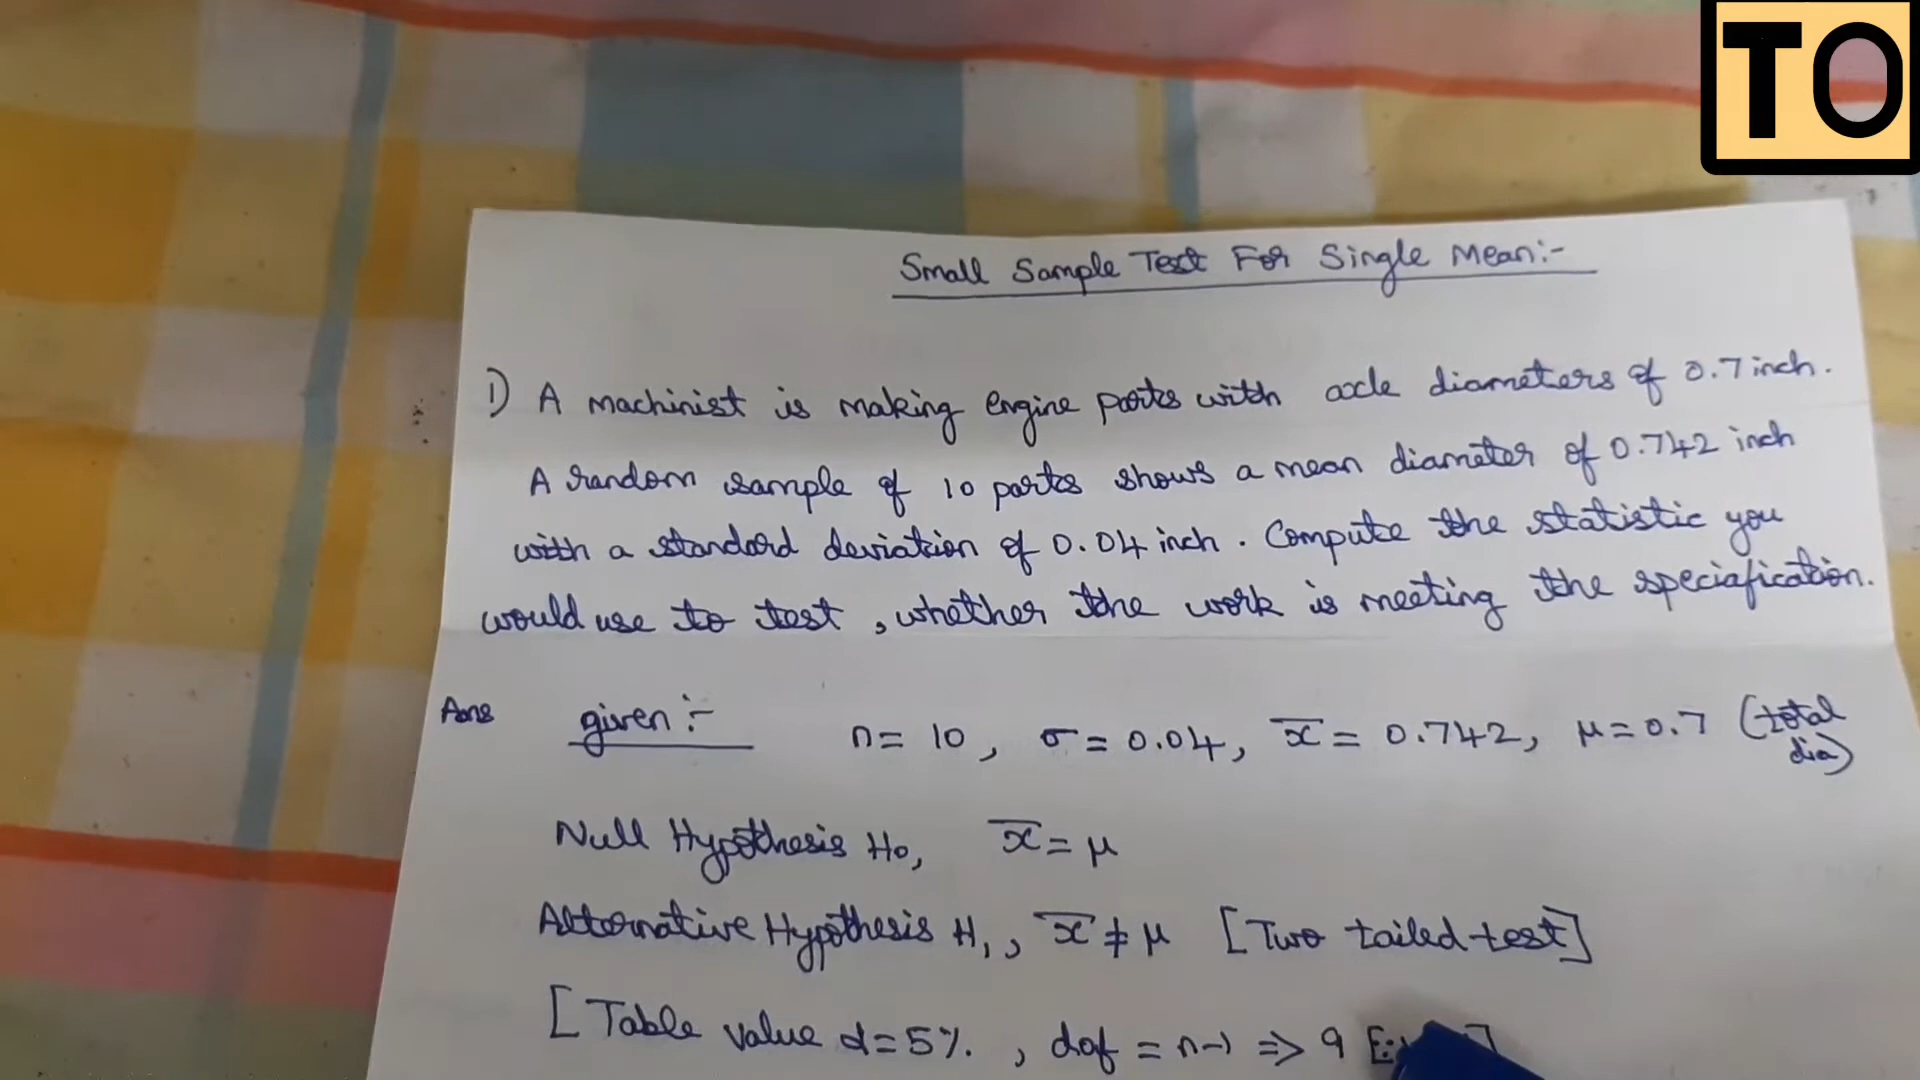 TO
Small Sample Test For Single Mean:-
1) A machinist is making engine parts with axle diameters of 0.7 inch.
A random sample of 10 parts shows a mean diameter of 0.742 inch
with a standard deviation of 0.04 inch. Compute the statistic you
would use to test, whether the work is meeting the speciafication.
Ans given:- n= 10, σ = 0.04, x̄ = 0.742, μ = 0.7 (total
dia)
Null Hypothesis H₀, x̄ = μ
Alternative Hypothesis H₁, x̄ ≠ μ [Two tailed test]
[Table value α=5%, dof = n-1 => 9